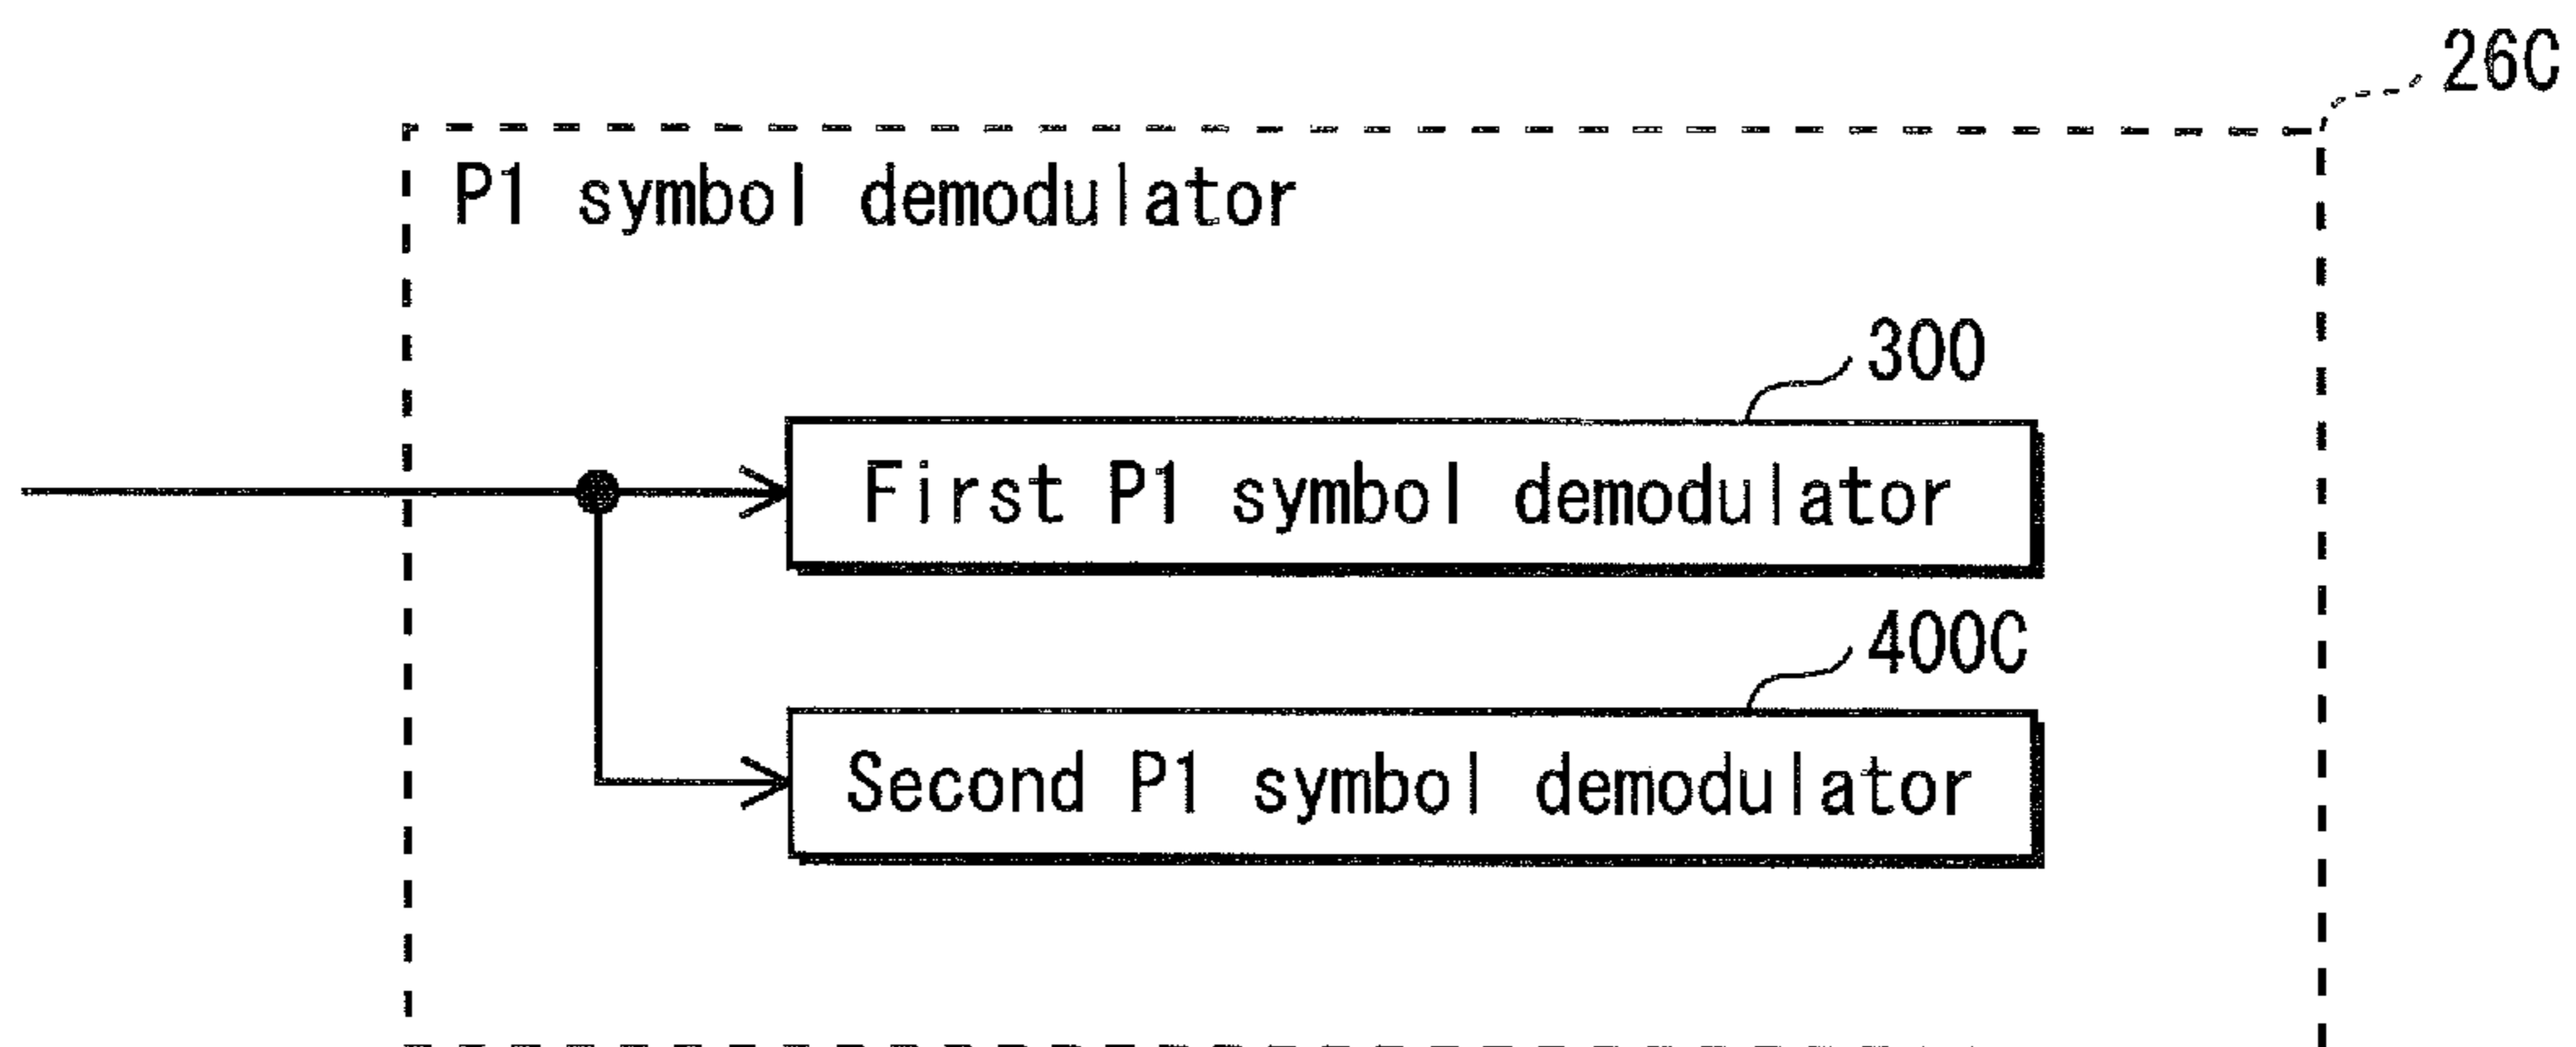 26C
P1 symbol demodulator
300
First P1 symbol demodulator
400C
Second P1 symbol demodulator